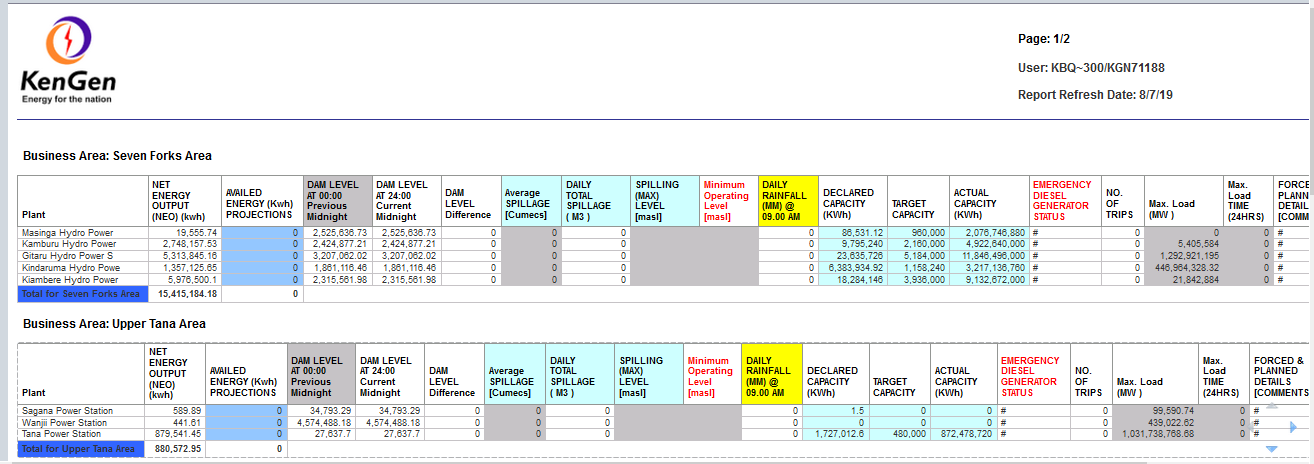 KenGen
Energy for the nation
Page: 1/2
User: KBQ~300/KGN71188
Report Refresh Date: 8/7/19
Business Area: Seven Forks Area
Plant NET ENERGY OUTPUT (NEO) (kwh) AVAILED ENERGY (Kwh) PROJECTIONS DAM LEVEL AT 00:00 Previous Midnight DAM LEVEL AT 24:00 Current Midnight DAM LEVEL Difference Average SPILLAGE [Cumecs] DAILY TOTAL SPILLAGE ( M3 ) SPILLING (MAX) LEVEL [masl] Minimum Operating Level [masl] DAILY RAINFALL (MM) @ 09.00 AM DECLARED CAPACITY (KWh) TARGET CAPACITY ACTUAL CAPACITY (KWh) EMERGENCY DIESEL GENERATOR STATUS NO. OF TRIPS Max. Load (MW ) Max. Load TIME (24HRS) FORCE PLANN DETAIL [COMM
Masinga Hydro Power 19,555.74 0 2,525,636.73 2,525,636.73 0 0 0 0 86,531.12 960,000 2,076,746,880 # 0 0 0 #
Kamburu Hydro Power 2,748,157.53 0 2,424,877.21 2,424,877.21 0 0 0 0 9,795,240 2,160,000 4,922,640,000 # 0 5,405,584 0 #
Gitaru Hydro Power S 5,313,845.16 0 3,207,062.02 3,207,062.02 0 0 0 0 23,635,726 5,184,000 11,846,496,000 # 0 1,292,921,195 0 #
Kindaruma Hydro Powe 1,357,125.65 0 1,861,116.46 1,861,116.46 0 0 0 0 6,383,934.92 1,158,240 3,217,136,760 # 0 446,964,328.32 0 #
Kiambere Hydro Power 5,976,500.1 0 2,315,561.98 2,315,561.98 0 0 0 0 18,284,146 3,936,000 9,132,672,000 # 0 21,842,884 0 #
Total for Seven Forks Area 15,415,184.18 0
Business Area: Upper Tana Area
Plant NET ENERGY OUTPUT (NEO) (kwh) AVAILED ENERGY (Kwh) PROJECTIONS DAM LEVEL AT 00:00 Previous Midnight DAM LEVEL AT 24:00 Current Midnight DAM LEVEL Difference Average SPILLAGE [Cumecs] DAILY TOTAL SPILLAGE ( M3 ) SPILLING (MAX) LEVEL [masl] Minimum Operating Level [masl] DAILY RAINFALL (MM) @ 09.00 AM DECLARED CAPACITY (KWh) TARGET CAPACITY ACTUAL CAPACITY (KWh) EMERGENCY DIESEL GENERATOR STATUS NO. OF TRIPS Max. Load (MW ) Max. Load TIME (24HRS) FORCED & PLANNED DETAILS [COMMENTS
Sagana Power Station 589.89 0 34,793.29 34,793.29 0 0 0 0 1.5 0 0 # 0 99,590.74 0 #
Wanjii Power Station 441.61 0 4,574,488.18 4,574,488.18 0 0 0 0 0 0 0 # 0 439,022.62 0 #
Tana Power Station 879,541.45 0 27,637.7 27,637.7 0 0 0 0 1,727,012.6 480,000 872,478,720 # 0 1,031,738,768.68 0 #
Total for Upper Tana Area 880,572.95 0